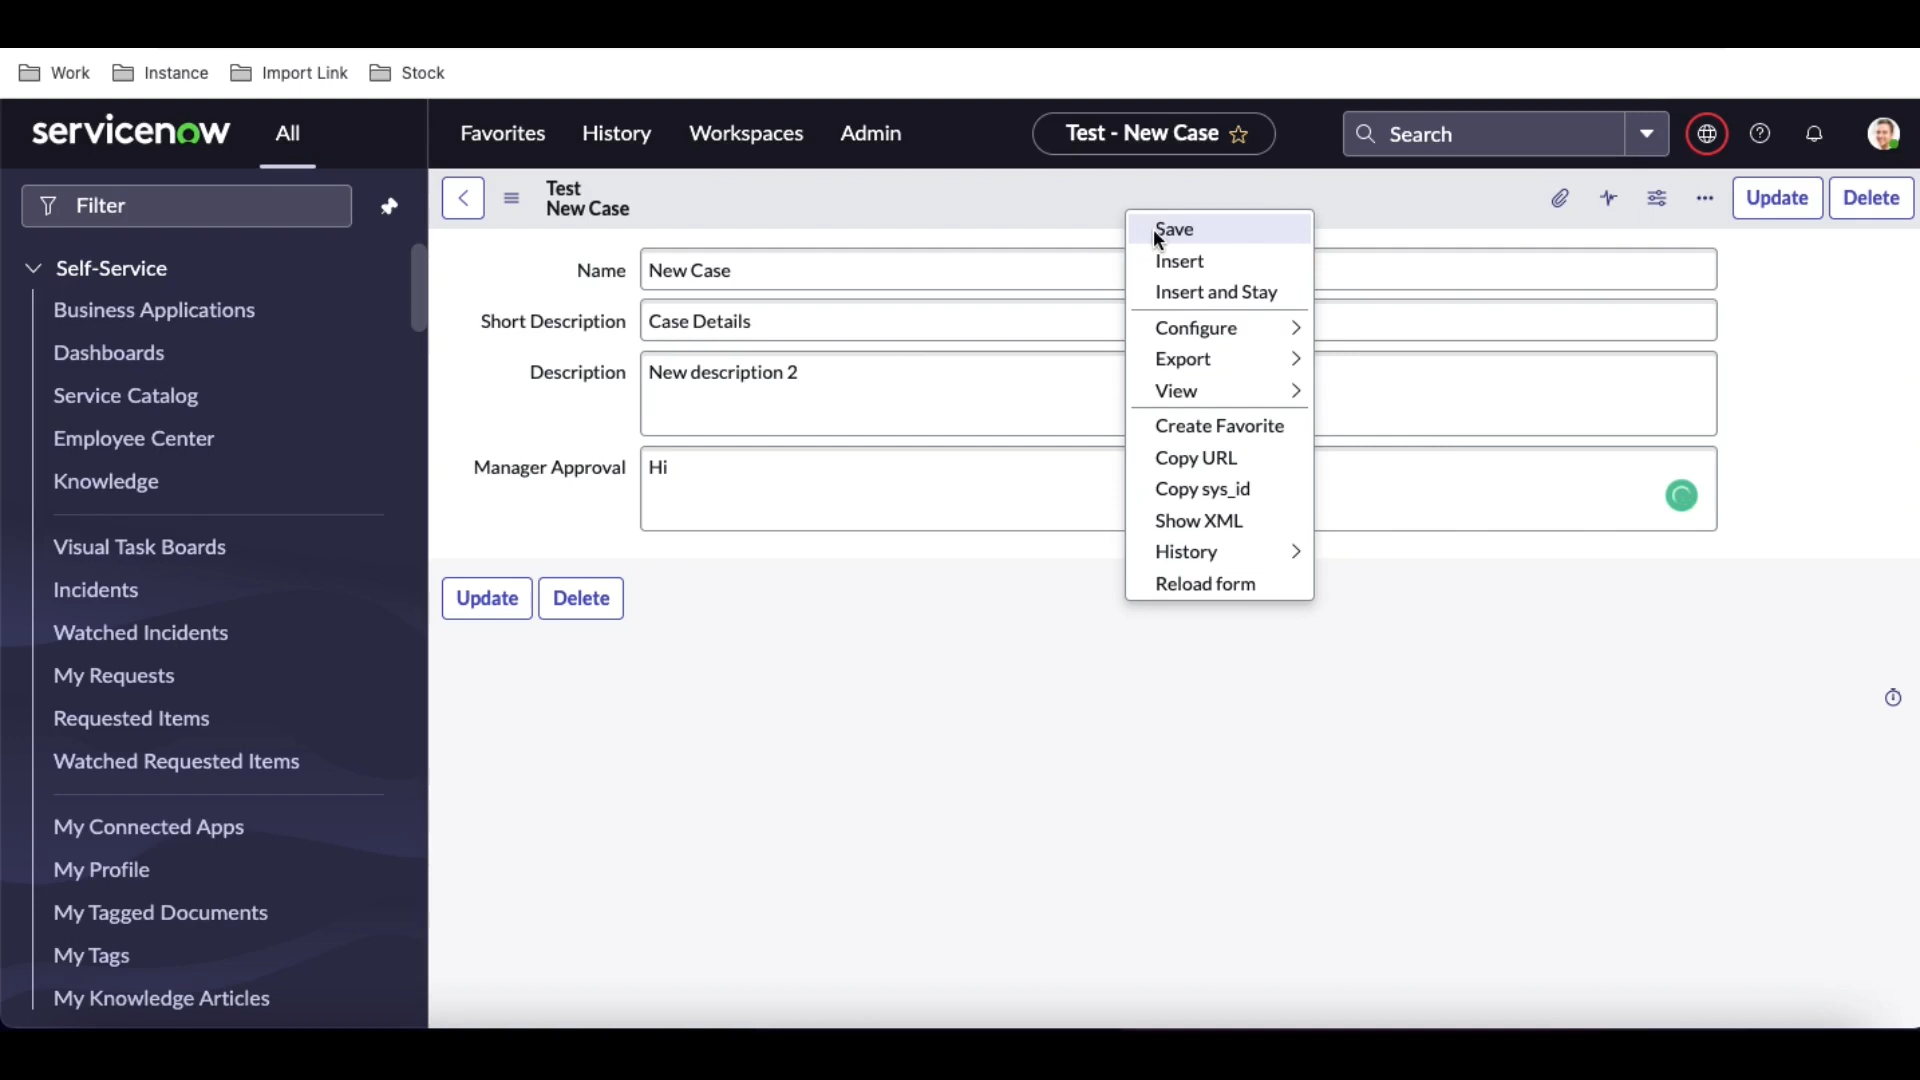 Work Instance Import Link Stock
servicenow All Favorites History Workspaces Admin Test - New Case Search
Filter
Test
New Case
Update Delete
Self-Service
Business Applications
Dashboards
Service Catalog
Employee Center
Knowledge
Visual Task Boards
Incidents
Watched Incidents
My Requests
Requested Items
Watched Requested Items
My Connected Apps
My Profile
My Tagged Documents
My Tags
My Knowledge Articles
Name New Case
Short Description Case Details
Description New description 2
Manager Approval Hi
Update Delete
Save
Insert
Insert and Stay
Configure
Export
View
Create Favorite
Copy URL
Copy sys_id
Show XML
History
Reload form